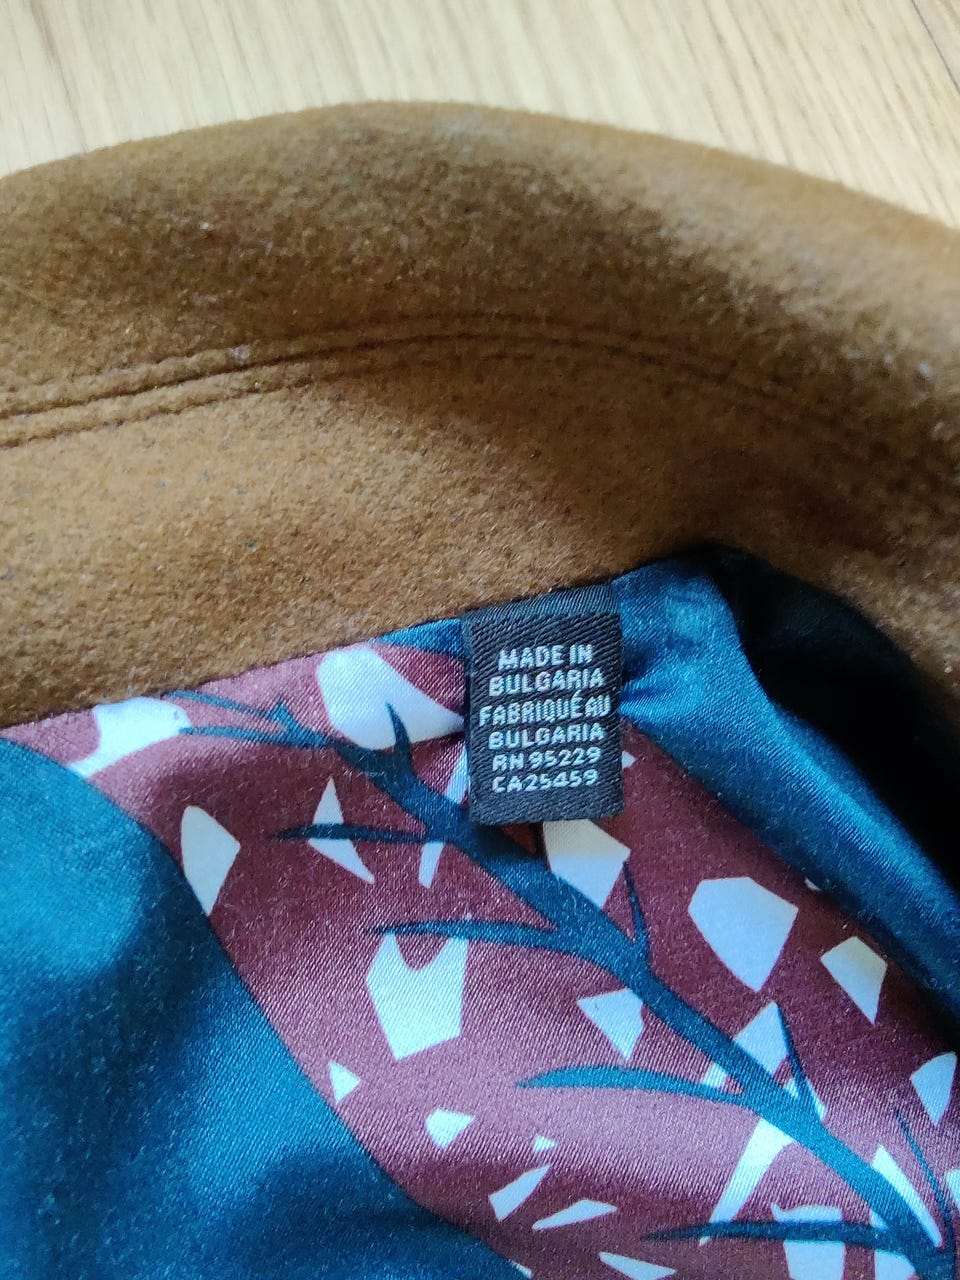 MADE IN
BULGARIA
FABRIQUÉ AU
BULGARIA
RN 95229
CA25459